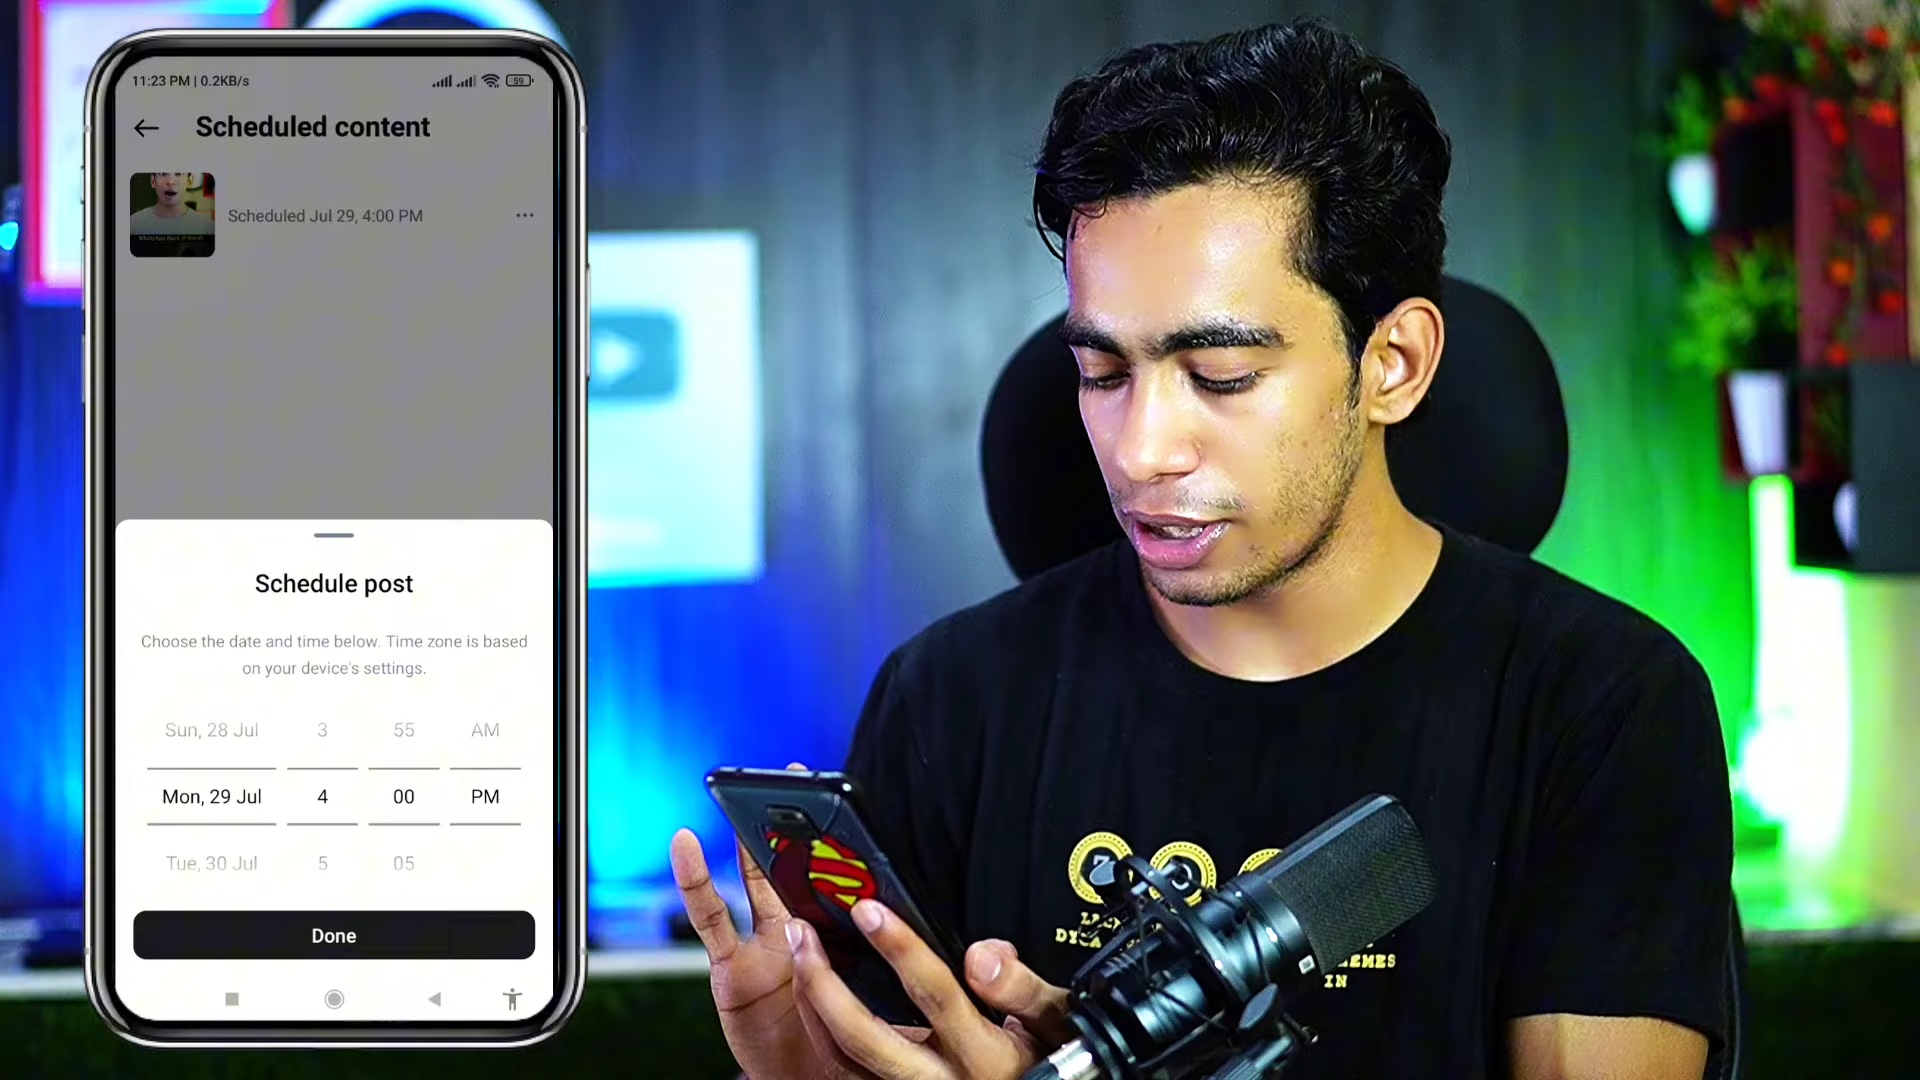 11:23 PM | 0.2KB/s
59
Scheduled content
Scheduled Jul 29, 4:00 PM
Schedule post
Choose the date and time below. Time zone is based
on your device's settings.
Sun, 28 Jul 3 55 AM
Mon, 29 Jul 4 00 PM
Tue, 30 Jul 5 05
Done
IN